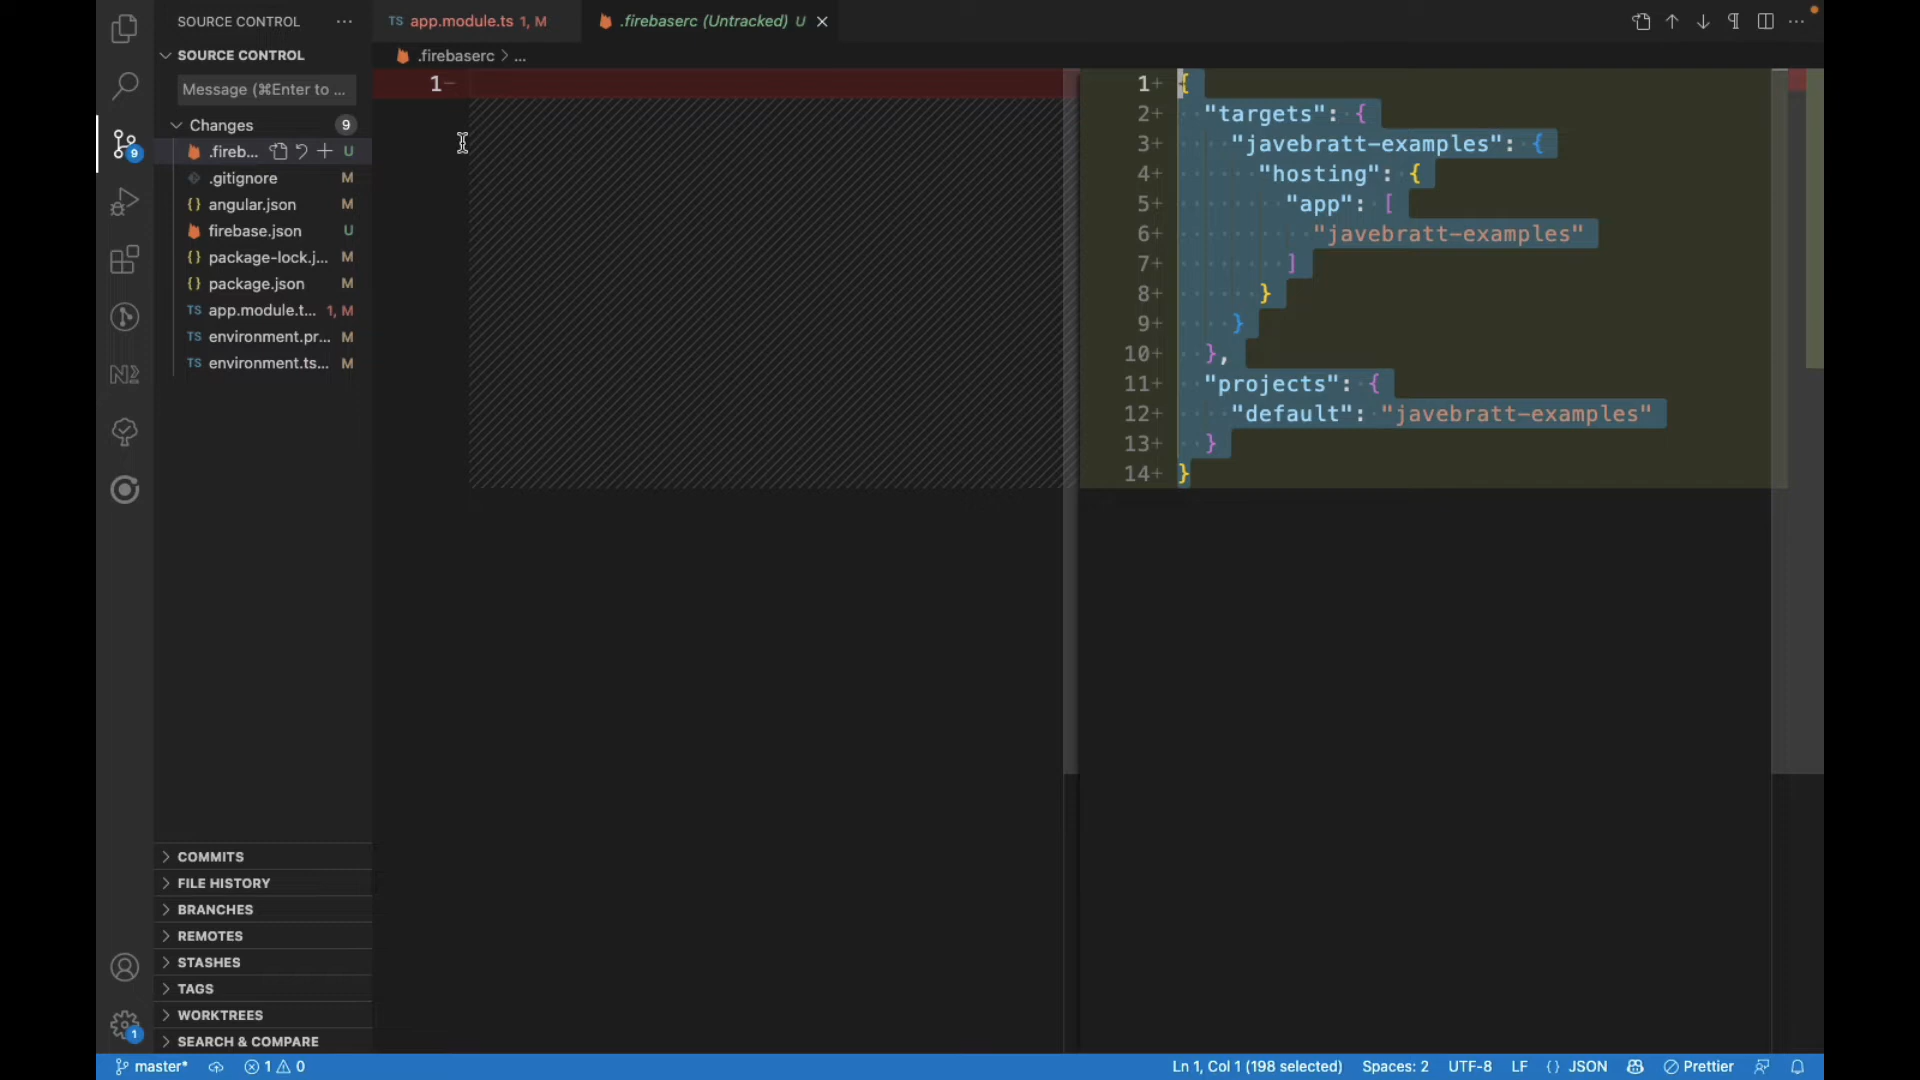 SOURCE CONTROL
SOURCE CONTROL
Message (⌘Enter to ...
Changes 9
.fireb... U
.gitignore M
angular.json M
firebase.json U
package-lock.j... M
package.json M
TS app.module.t... 1, M
TS environment.pr... M
TS environment.ts... M
COMMITS
FILE HISTORY
BRANCHES
REMOTES
STASHES
TAGS
WORKTREES
SEARCH & COMPARE
9
1
TS app.module.ts 1, M
.firebaserc (Untracked) U
.firebaserc > ...
1-
1+ {
2+ "targets": {
3+ "javebratt-examples": {
4+ "hosting": {
5+ "app": [
6+ "javebratt-examples"
7+ ]
8+ }
9+ }
10+ },
11+ "projects": {
12+ "default": "javebratt-examples"
13+ }
14+ }
master* 1 0
Ln 1, Col 1 (198 selected) Spaces: 2 UTF-8 LF {} JSON Prettier